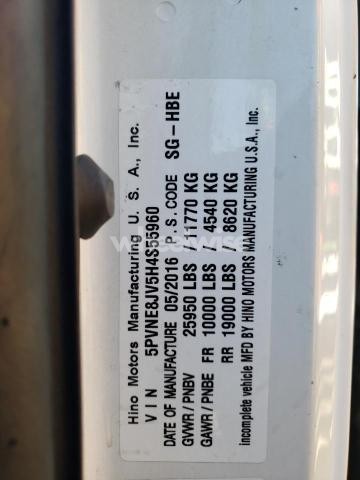 Hino Motors Manufacturing U. S. A., Inc.
VIN 5PVNE8JV5H4S55960
DATE OF MANUFACTURE 05/2016 P. S. CODE SG-HBE
GVWR / PNBV 25950 LBS / 11770 KG
GAWR / PNBE FR 10000 LBS / 4540 KG
RR 19000 LBS / 8620 KG
incomplete vehicle MFD BY HINO MOTORS MANUFACTURING U.S.A., INC.